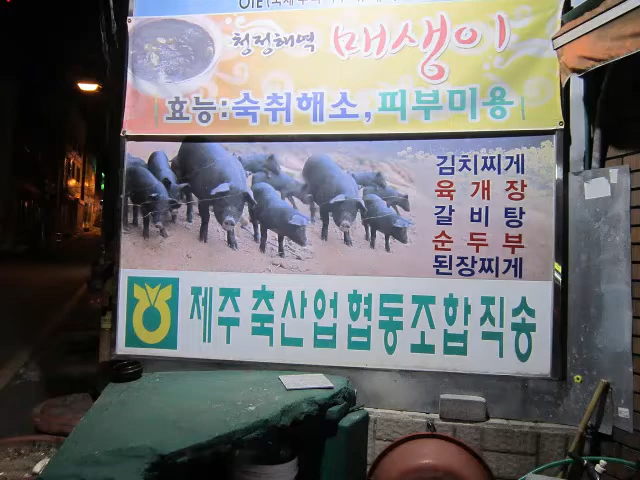 청정해역 매생이
효능:숙취해소,피부미용
김치찌게
육개장
갈비탕
순두부
된장찌게
제주축산업협동조합직송